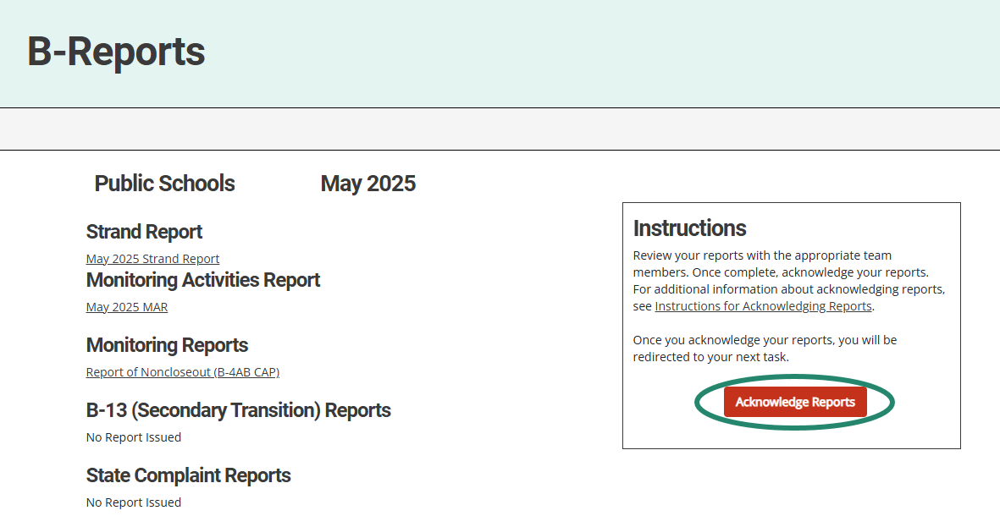 B-Reports
Public Schools May 2025
Strand Report
May 2025 Strand Report
Monitoring Activities Report
May 2025 MAR
Monitoring Reports
Report of Noncloseout (B-4AB CAP)
B-13 (Secondary Transition) Reports
No Report Issued
State Complaint Reports
No Report Issued
Instructions
Review your reports with the appropriate team
members. Once complete, acknowledge your reports.
For additional information about acknowledging reports,
see Instructions for Acknowledging Reports.
Once you acknowledge your reports, you will be
redirected to your next task.
Acknowledge Reports